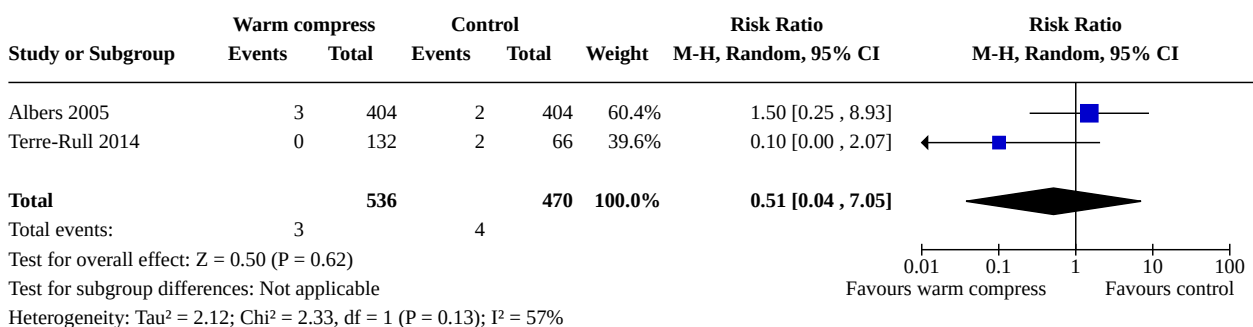 Warm compress Control Risk Ratio Risk Ratio
Study or Subgroup Events Total Events Total Weight M-H, Random, 95% CI M-H, Random, 95% CI
Albers 2005 3 404 2 404 60.4% 1.50 [0.25 , 8.93]
Terre-Rull 2014 0 132 2 66 39.6% 0.10 [0.00 , 2.07]
Total 536 470 100.0% 0.51 [0.04 , 7.05]
Total events: 3 4
Test for overall effect: Z = 0.50 (P = 0.62) 0.01 0.1 1 10 100
Test for subgroup differences: Not applicable Favours warm compress Favours control
Heterogeneity: Tau² = 2.12; Chi² = 2.33, df = 1 (P = 0.13); I² = 57%